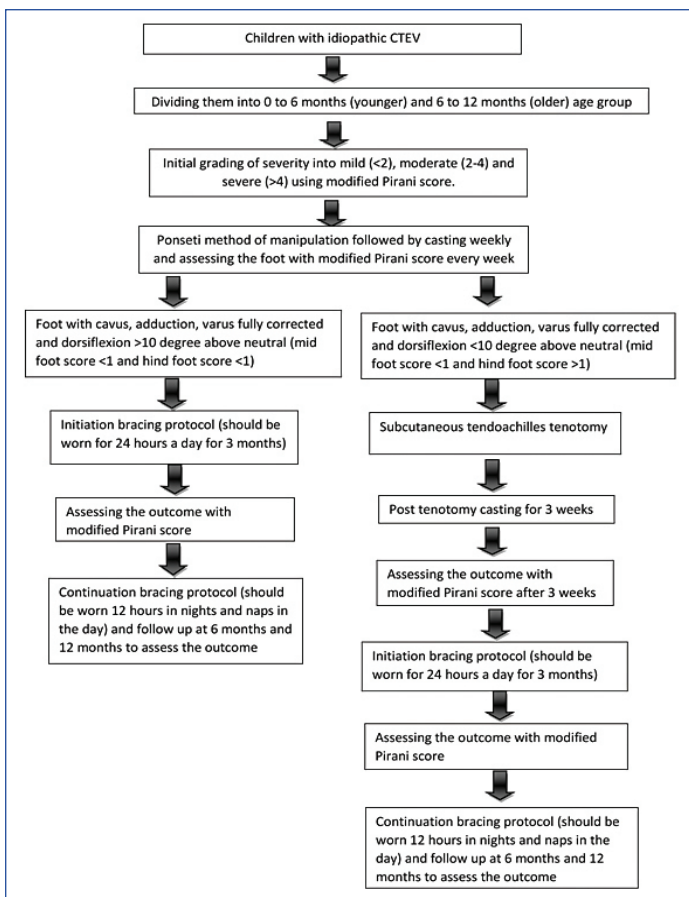 Children with idiopathic CTEV
Dividing them into 0 to 6 months (younger) and 6 to 12 months (older) age group
Initial grading of severity into mild (<2), moderate (2-4) and
severe (>4) using modified Pirani score.
Ponseti method of manipulation followed by casting weekly
and assessing the foot with modified Pirani score every week
Foot with cavus, adduction, varus fully corrected
and dorsiflexion >10 degree above neutral (mid
foot score <1 and hind foot score <1)
Initiation bracing protocol (should be
worn for 24 hours a day for 3 months)
Assessing the outcome with
modified Pirani score
Continuation bracing protocol (should
be worn 12 hours in nights and naps in
the day) and follow up at 6 months and
12 months to assess the outcome
Foot with cavus, adduction, varus fully corrected
and dorsiflexion <10 degree above neutral (mid
foot score <1 and hind foot score >1)
Subcutaneous tendoachilles tenotomy
Post tenotomy casting for 3 weeks
Assessing the outcome with
modified Pirani score after 3 weeks
Initiation bracing protocol (should be
worn for 24 hours a day for 3 months)
Assessing the outcome with modified
Pirani score
Continuation bracing protocol (should be
worn 12 hours in nights and naps in the
day) and follow up at 6 months and 12
months to assess the outcome